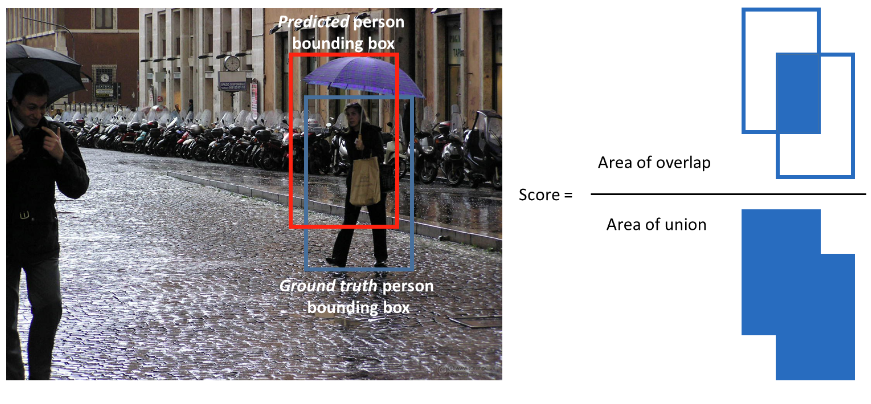 Predicted person
bounding box
Ground truth person
bounding box
Score =
Area of overlap
Area of union